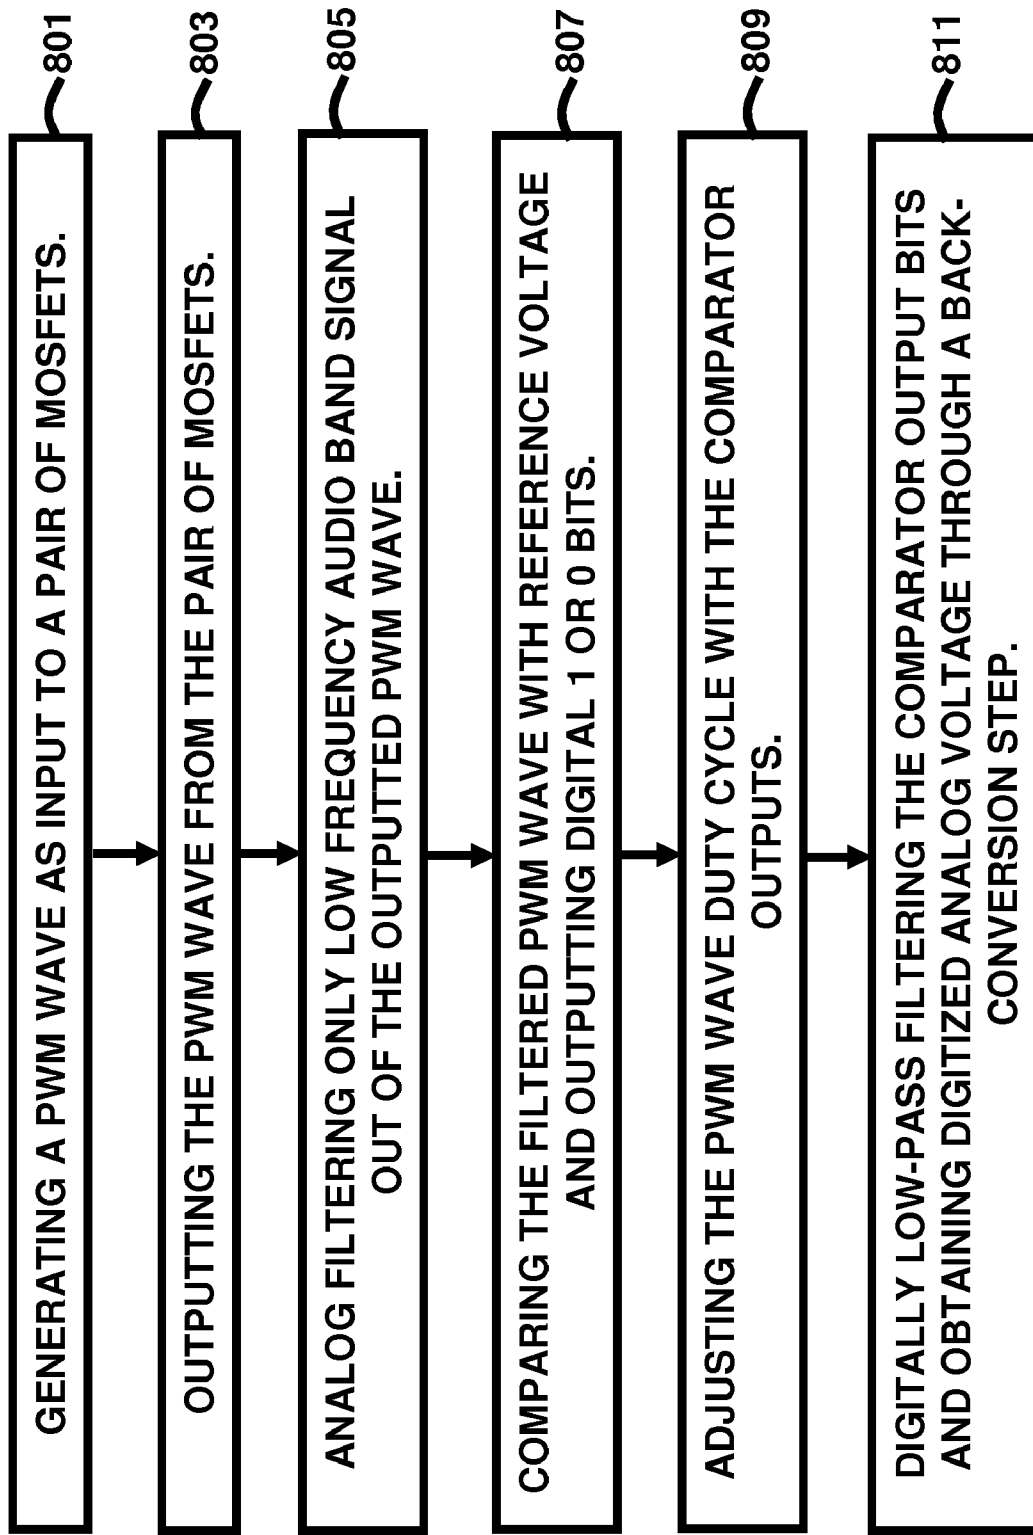 GENERATING A PWM WAVE AS INPUT TO A PAIR OF MOSFETS.
801
OUTPUTTING THE PWM WAVE FROM THE PAIR OF MOSFETS.
803
ANALOG FILTERING ONLY LOW FREQUENCY AUDIO BAND SIGNAL
OUT OF THE OUTPUTTED PWM WAVE.
805
COMPARING THE FILTERED PWM WAVE WITH REFERENCE VOLTAGE
AND OUTPUTTING DIGITAL 1 OR 0 BITS.
807
ADJUSTING THE PWM WAVE DUTY CYCLE WITH THE COMPARATOR
OUTPUTS.
809
DIGITALLY LOW-PASS FILTERING THE COMPARATOR OUTPUT BITS
AND OBTAINING DIGITIZED ANALOG VOLTAGE THROUGH A BACK-
CONVERSION STEP.
811